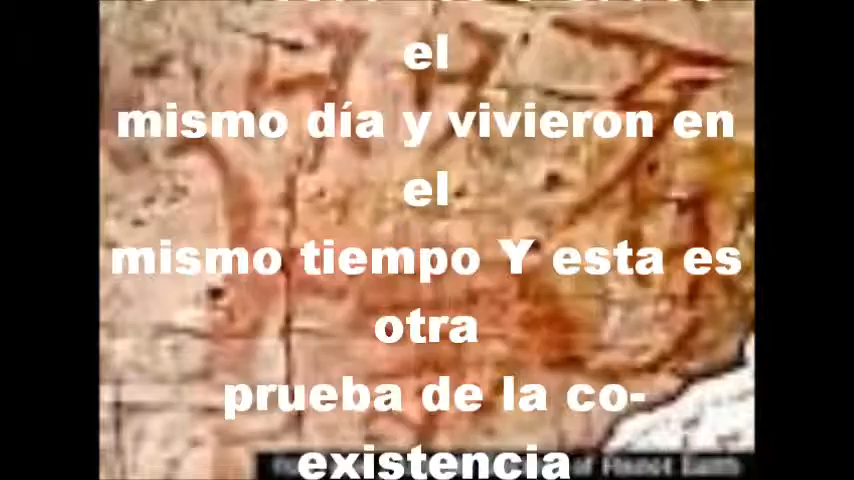 el
mismo día y vivieron en
el
mismo tiempo Y esta es
otra
prueba de la co-
existencia